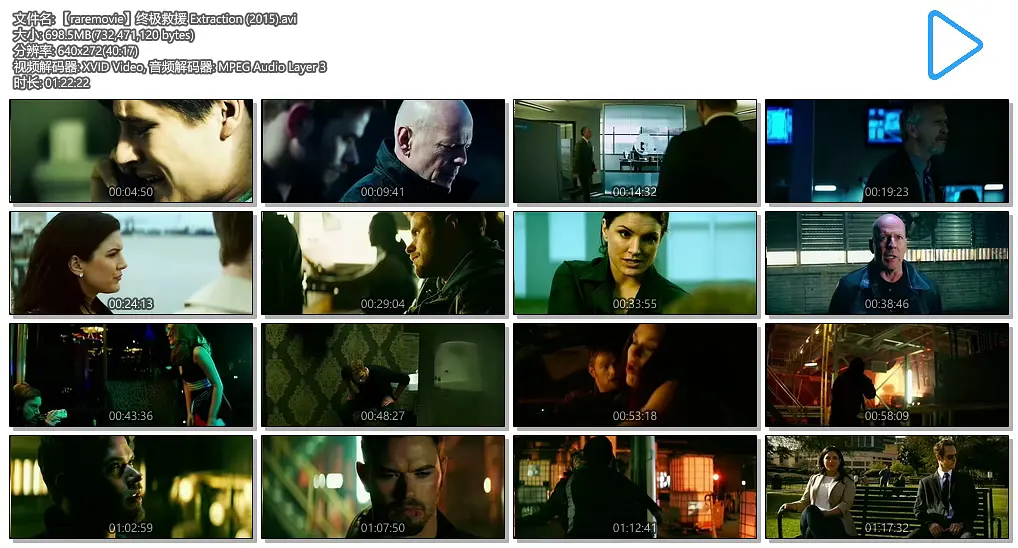 文件名: 【raremovie】终极救援 Extraction (2015).avi
大小: 698.5MB(732,471,120 bytes)
分辨率: 640x272(40:17)
视频解码器: XVID Video, 音频解码器: MPEG Audio Layer 3
时长: 01:22:22
00:04:50 00:09:41 00:14:32 00:19:23
00:24:13 00:29:04 00:33:55 00:38:46
00:43:36 00:48:27 00:53:18 00:58:09
01:02:59 01:07:50 01:12:41 01:17:32